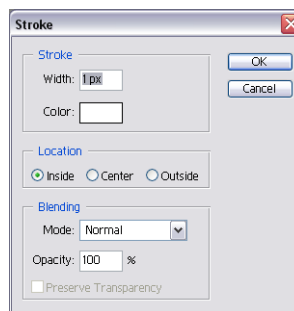 Stroke
Stroke
OK
Width: 1 px
Cancel
Color:
Location
Inside Center Outside
Blending
Mode: Normal
Opacity: 100 %
Preserve Transparency